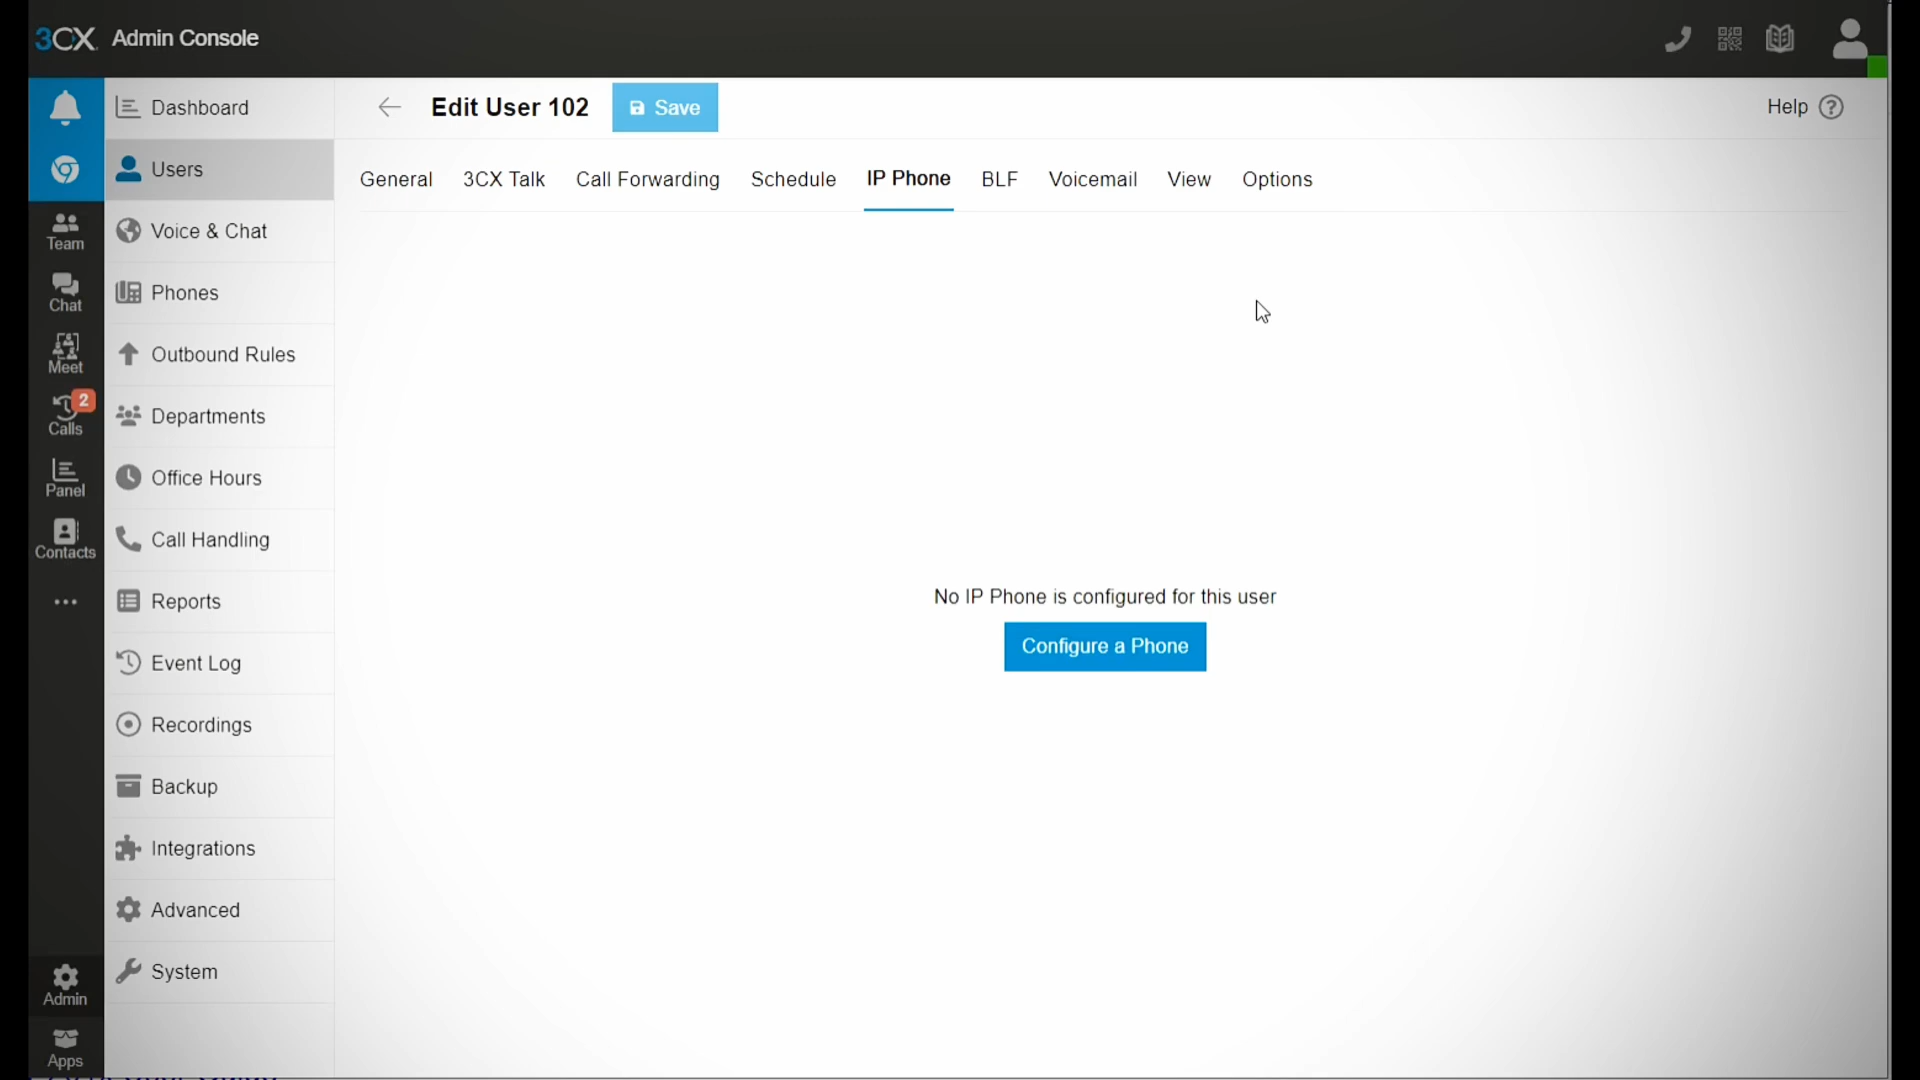 3CX Admin Console
Edit User 102
Save
Help
General
3CX Talk
Call Forwarding
Schedule
IP Phone
BLF
Voicemail
View
Options
Team
Chat
Meet
2
Calls
Panel
Contacts
Admin
Apps
Dashboard
Users
Voice & Chat
Phones
Outbound Rules
Departments
Office Hours
Call Handling
Reports
Event Log
Recordings
Backup
Integrations
Advanced
System
No IP Phone is configured for this user
Configure a Phone